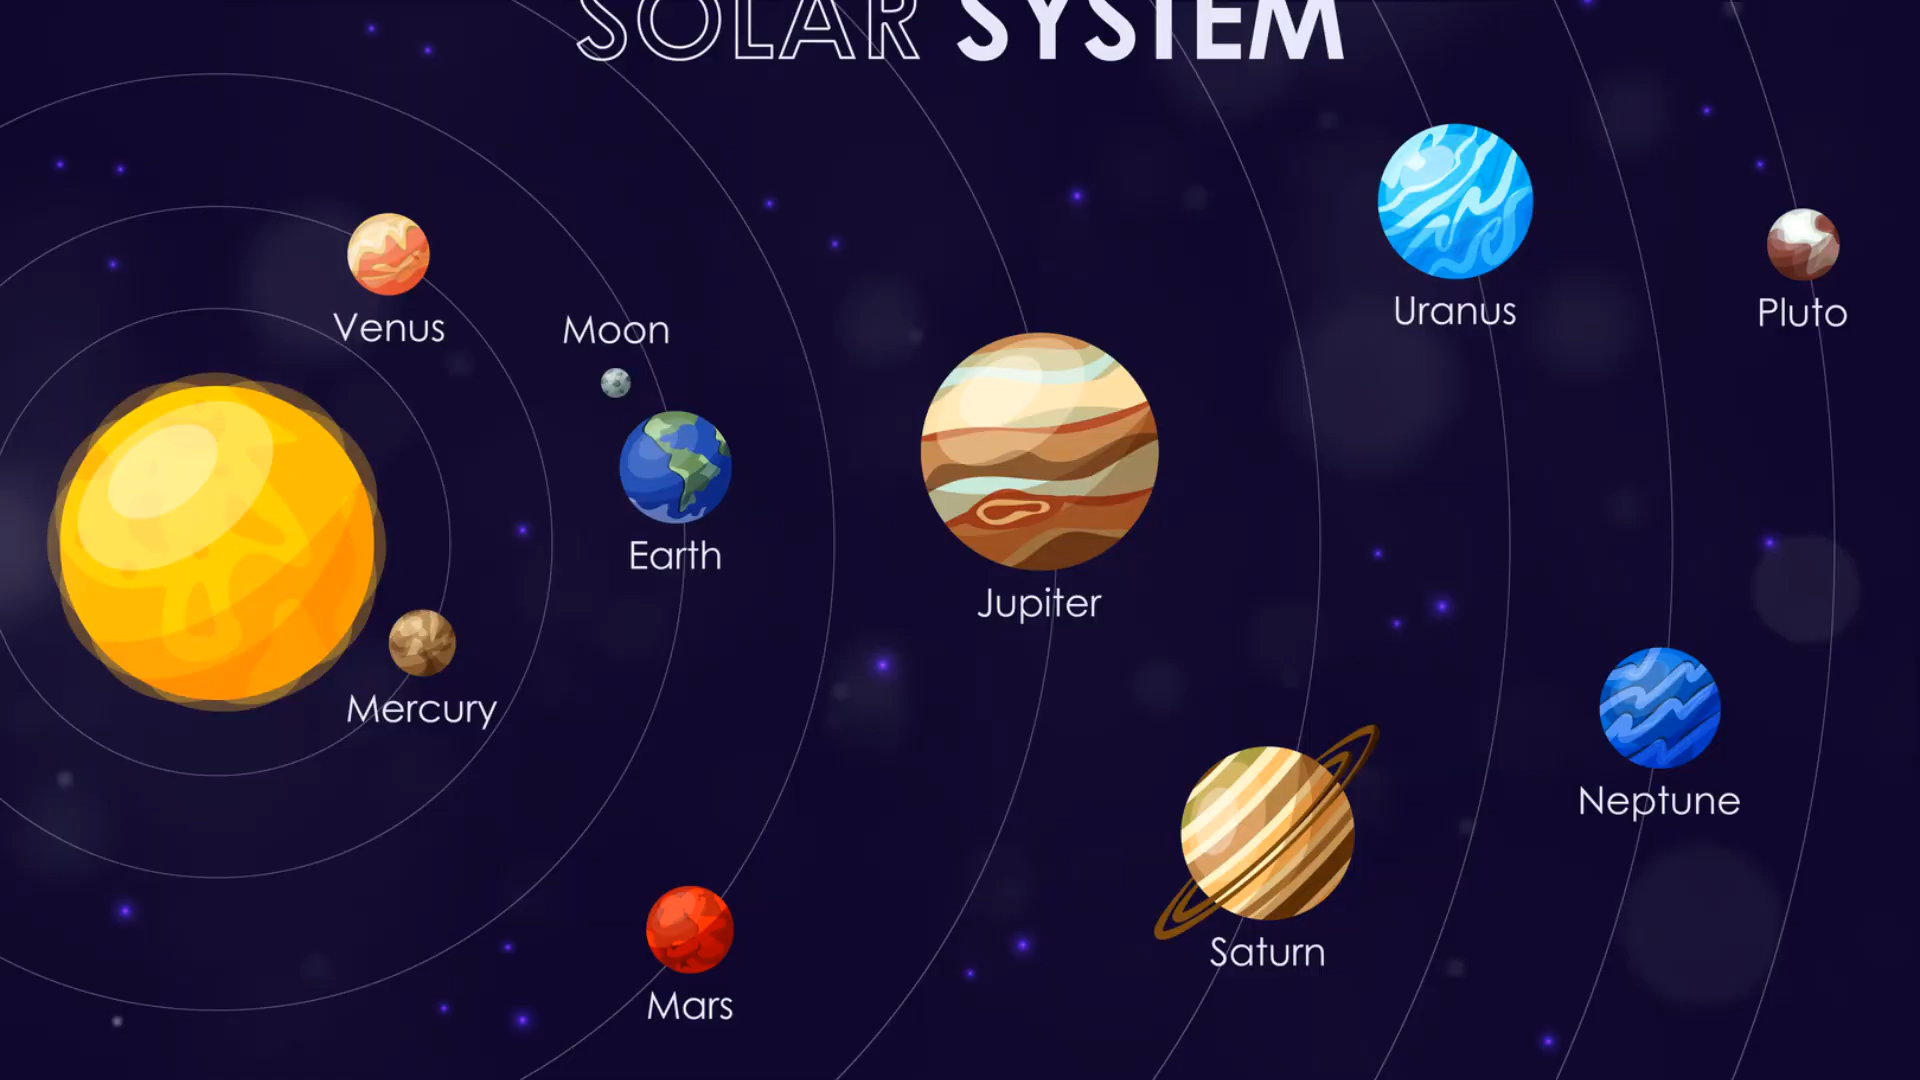 SOLAR SYSTEM
Venus
Moon
Uranus
Pluto
Earth
Jupiter
Mercury
Neptune
Saturn
Mars